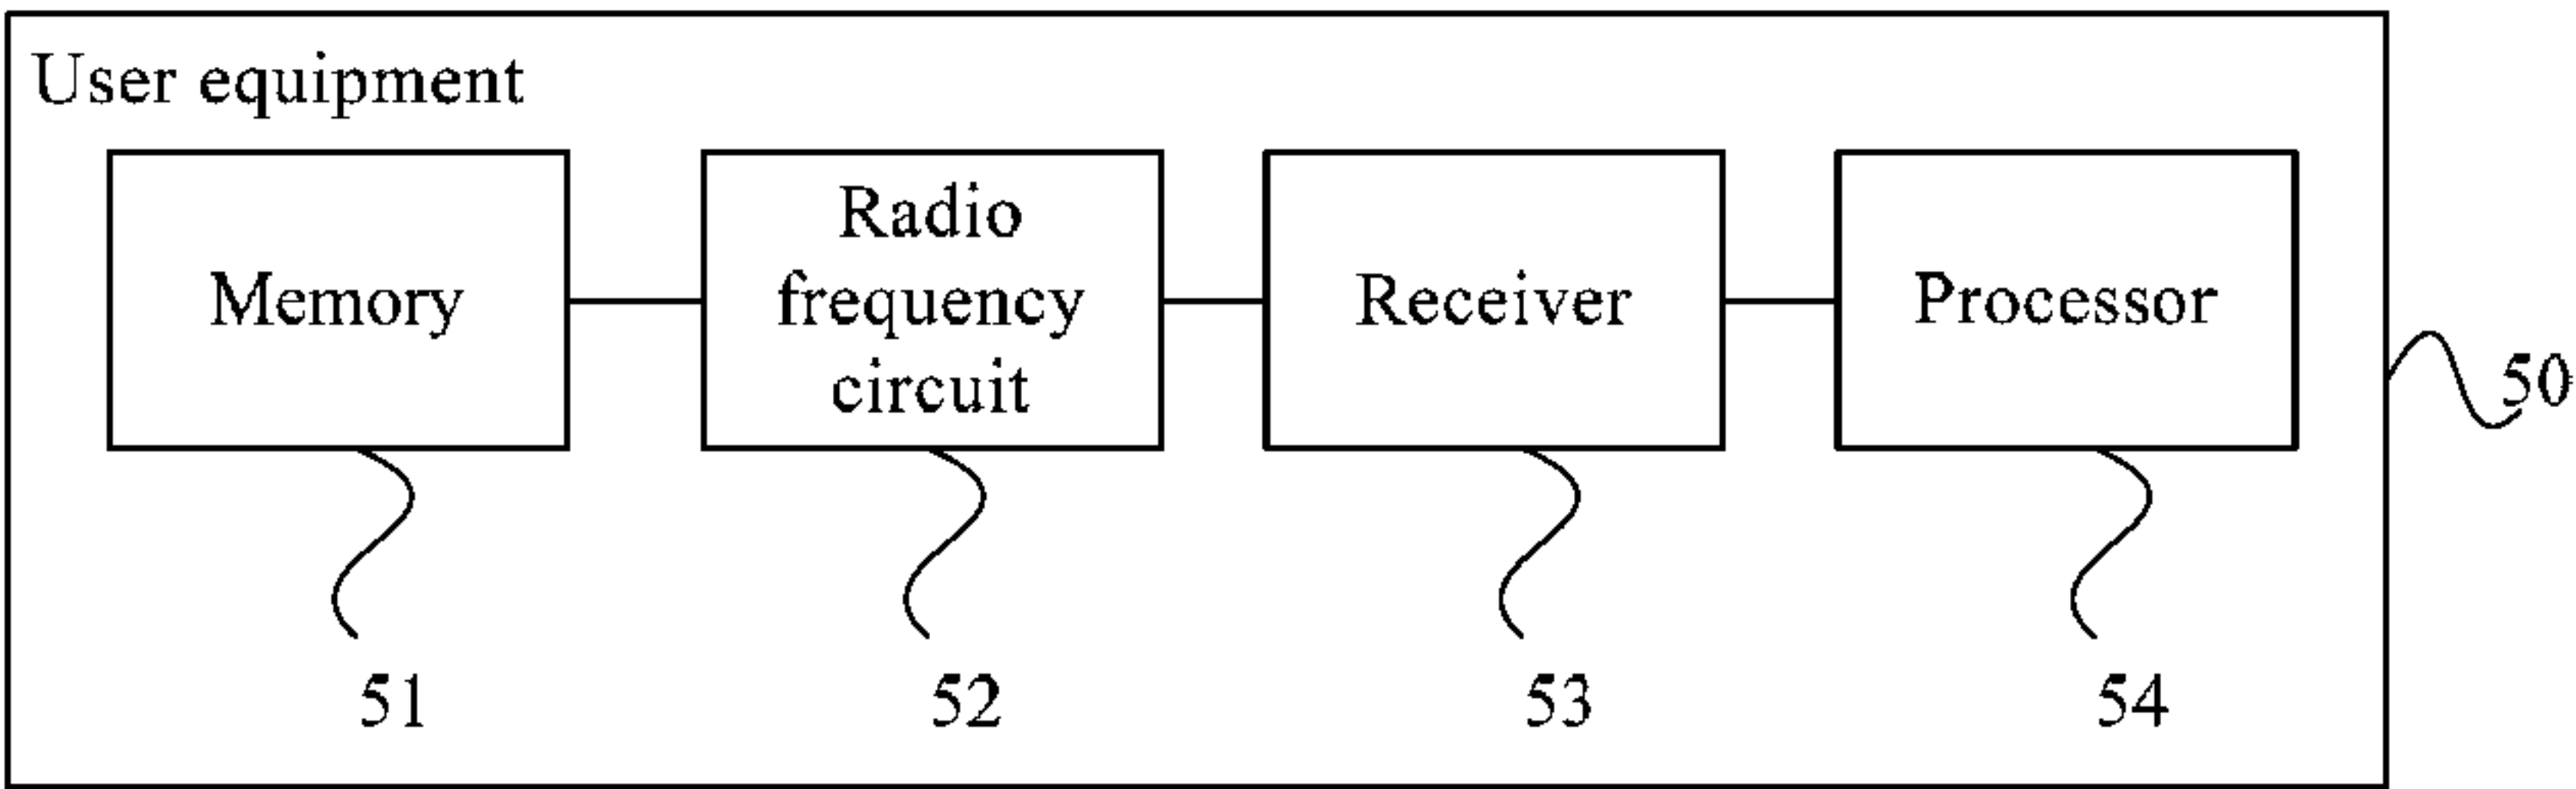 User equipment
Memory
Radio
frequency
circuit
Receiver
Processor
50
51
52
53
54